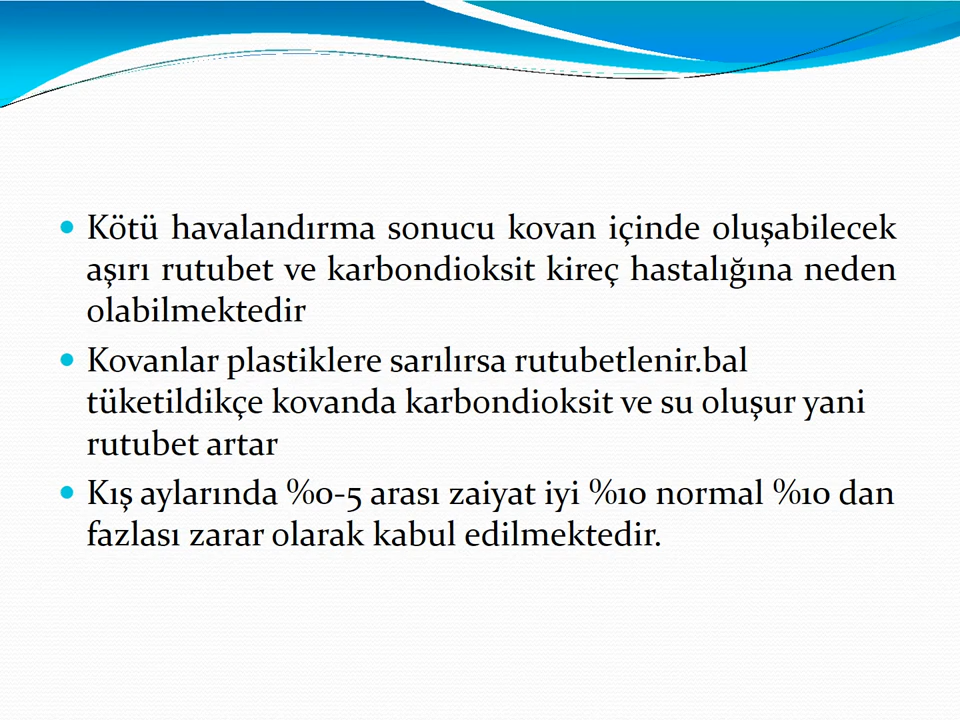 Kötü havalandırma sonucu kovan içinde oluşabilecek
aşırı rutubet ve karbondioksit kireç hastalığına neden
olabilmektedir
Kovanlar plastiklere sarılırsa rutubetlenir.bal
tüketildikçe kovanda karbondioksit ve su oluşur yani
rutubet artar
Kış aylarında %0-5 arası zaiyat iyi %10 normal %10 dan
fazlası zarar olarak kabul edilmektedir.